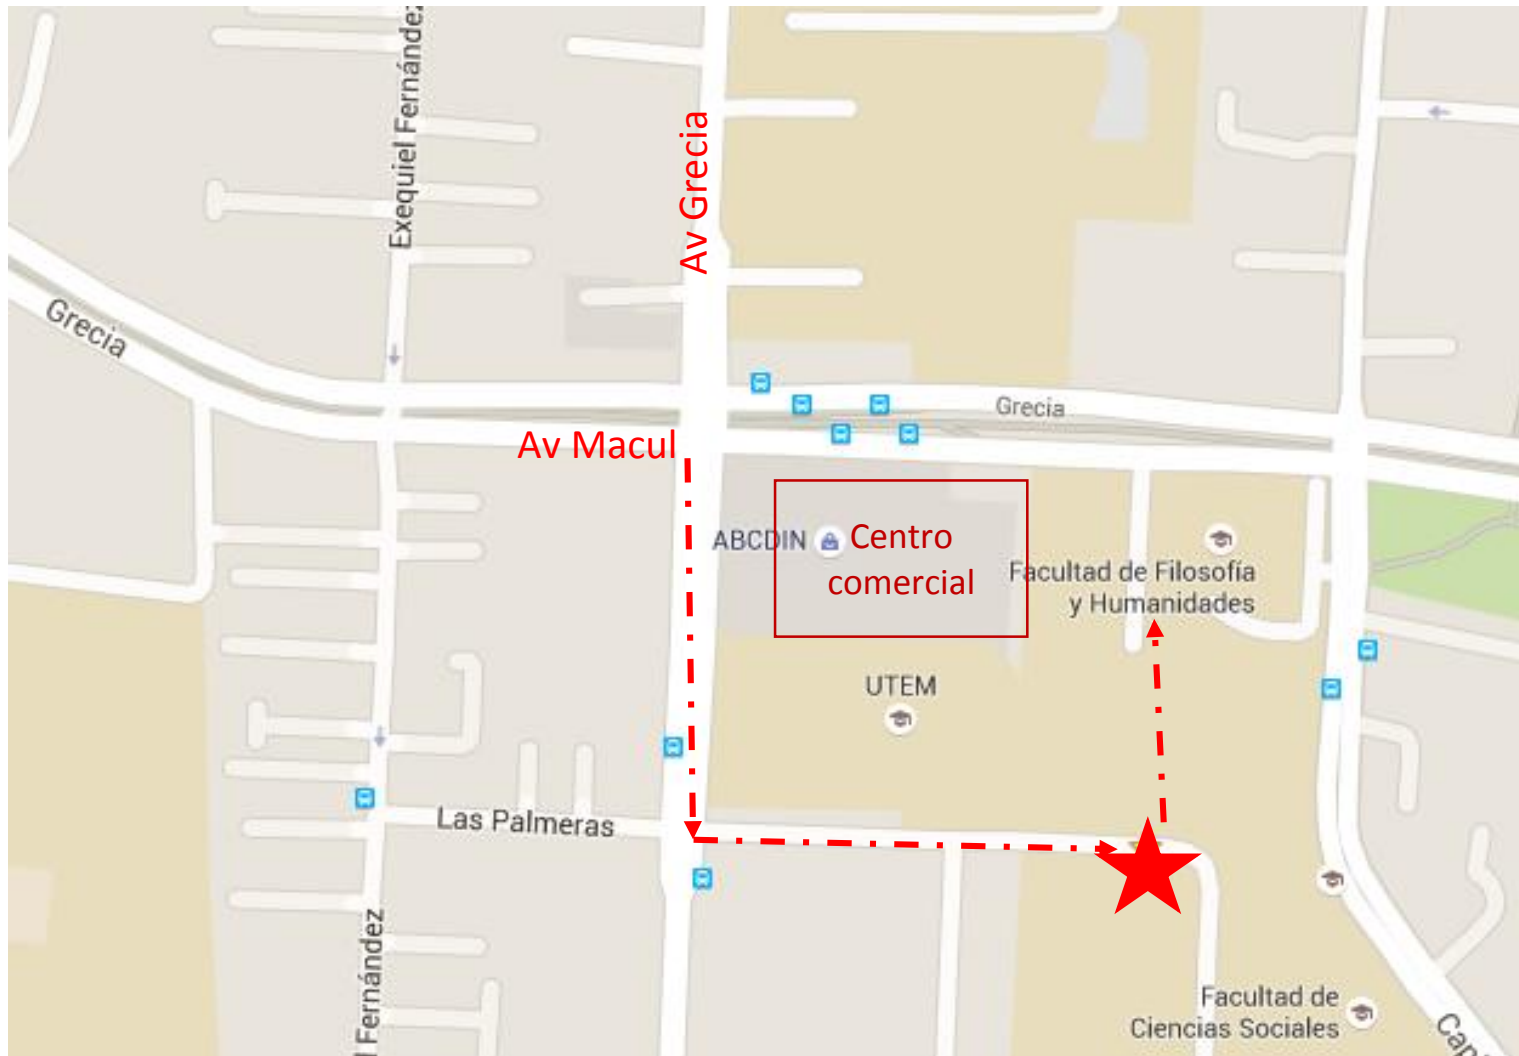 Exequiel Fernández
Av Grecia
Grecia
Grecia
Av Macul
ABCDIN
Centro
comercial
Facultad de Filosofía
y Humanidades
UTEM
Las Palmeras
Fernández
Facultad de
Ciencias Sociales